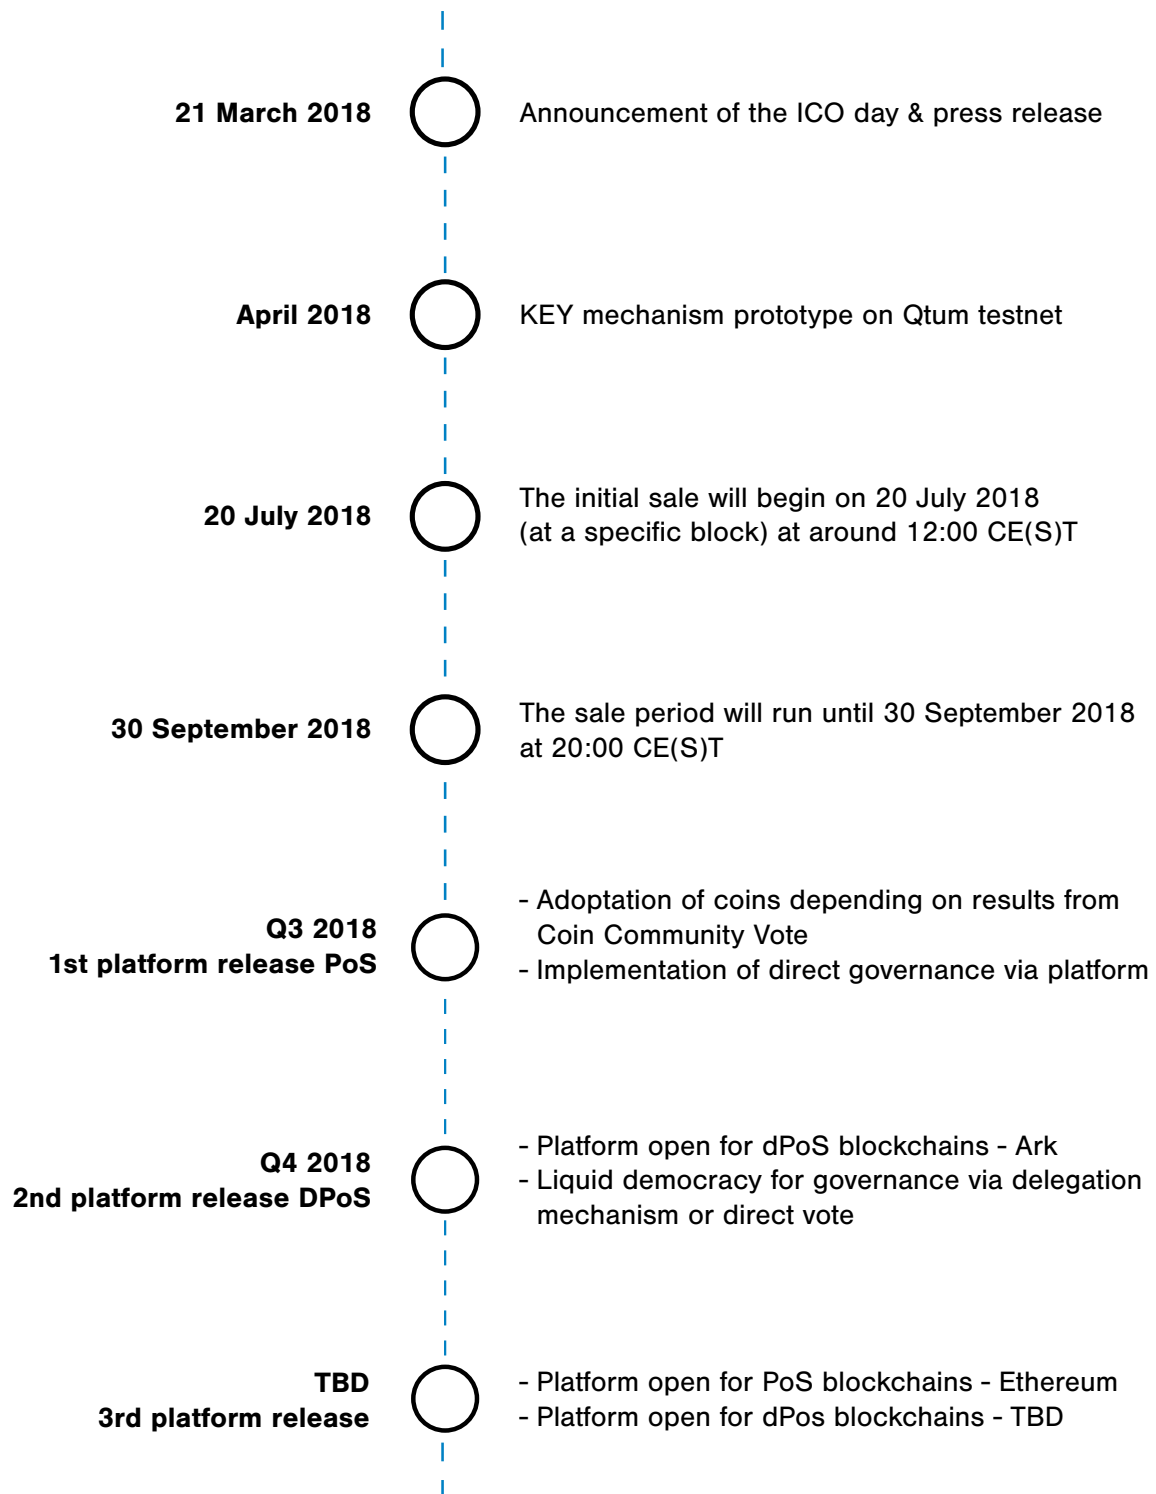 21 March 2018
Announcement of the ICO day & press release
April 2018
KEY mechanism prototype on Qtum testnet
20 July 2018
The initial sale will begin on 20 July 2018
(at a specific block) at around 12:00 CE(S)T
30 September 2018
The sale period will run until 30 September 2018
at 20:00 CE(S)T
Q3 2018
1st platform release PoS
- Adoptation of coins depending on results from
Coin Community Vote
- Implementation of direct governance via platform
Q4 2018
2nd platform release DPoS
- Platform open for dPoS blockchains - Ark
- Liquid democracy for governance via delegation
mechanism or direct vote
TBD
3rd platform release
- Platform open for PoS blockchains - Ethereum
- Platform open for dPos blockchains - TBD